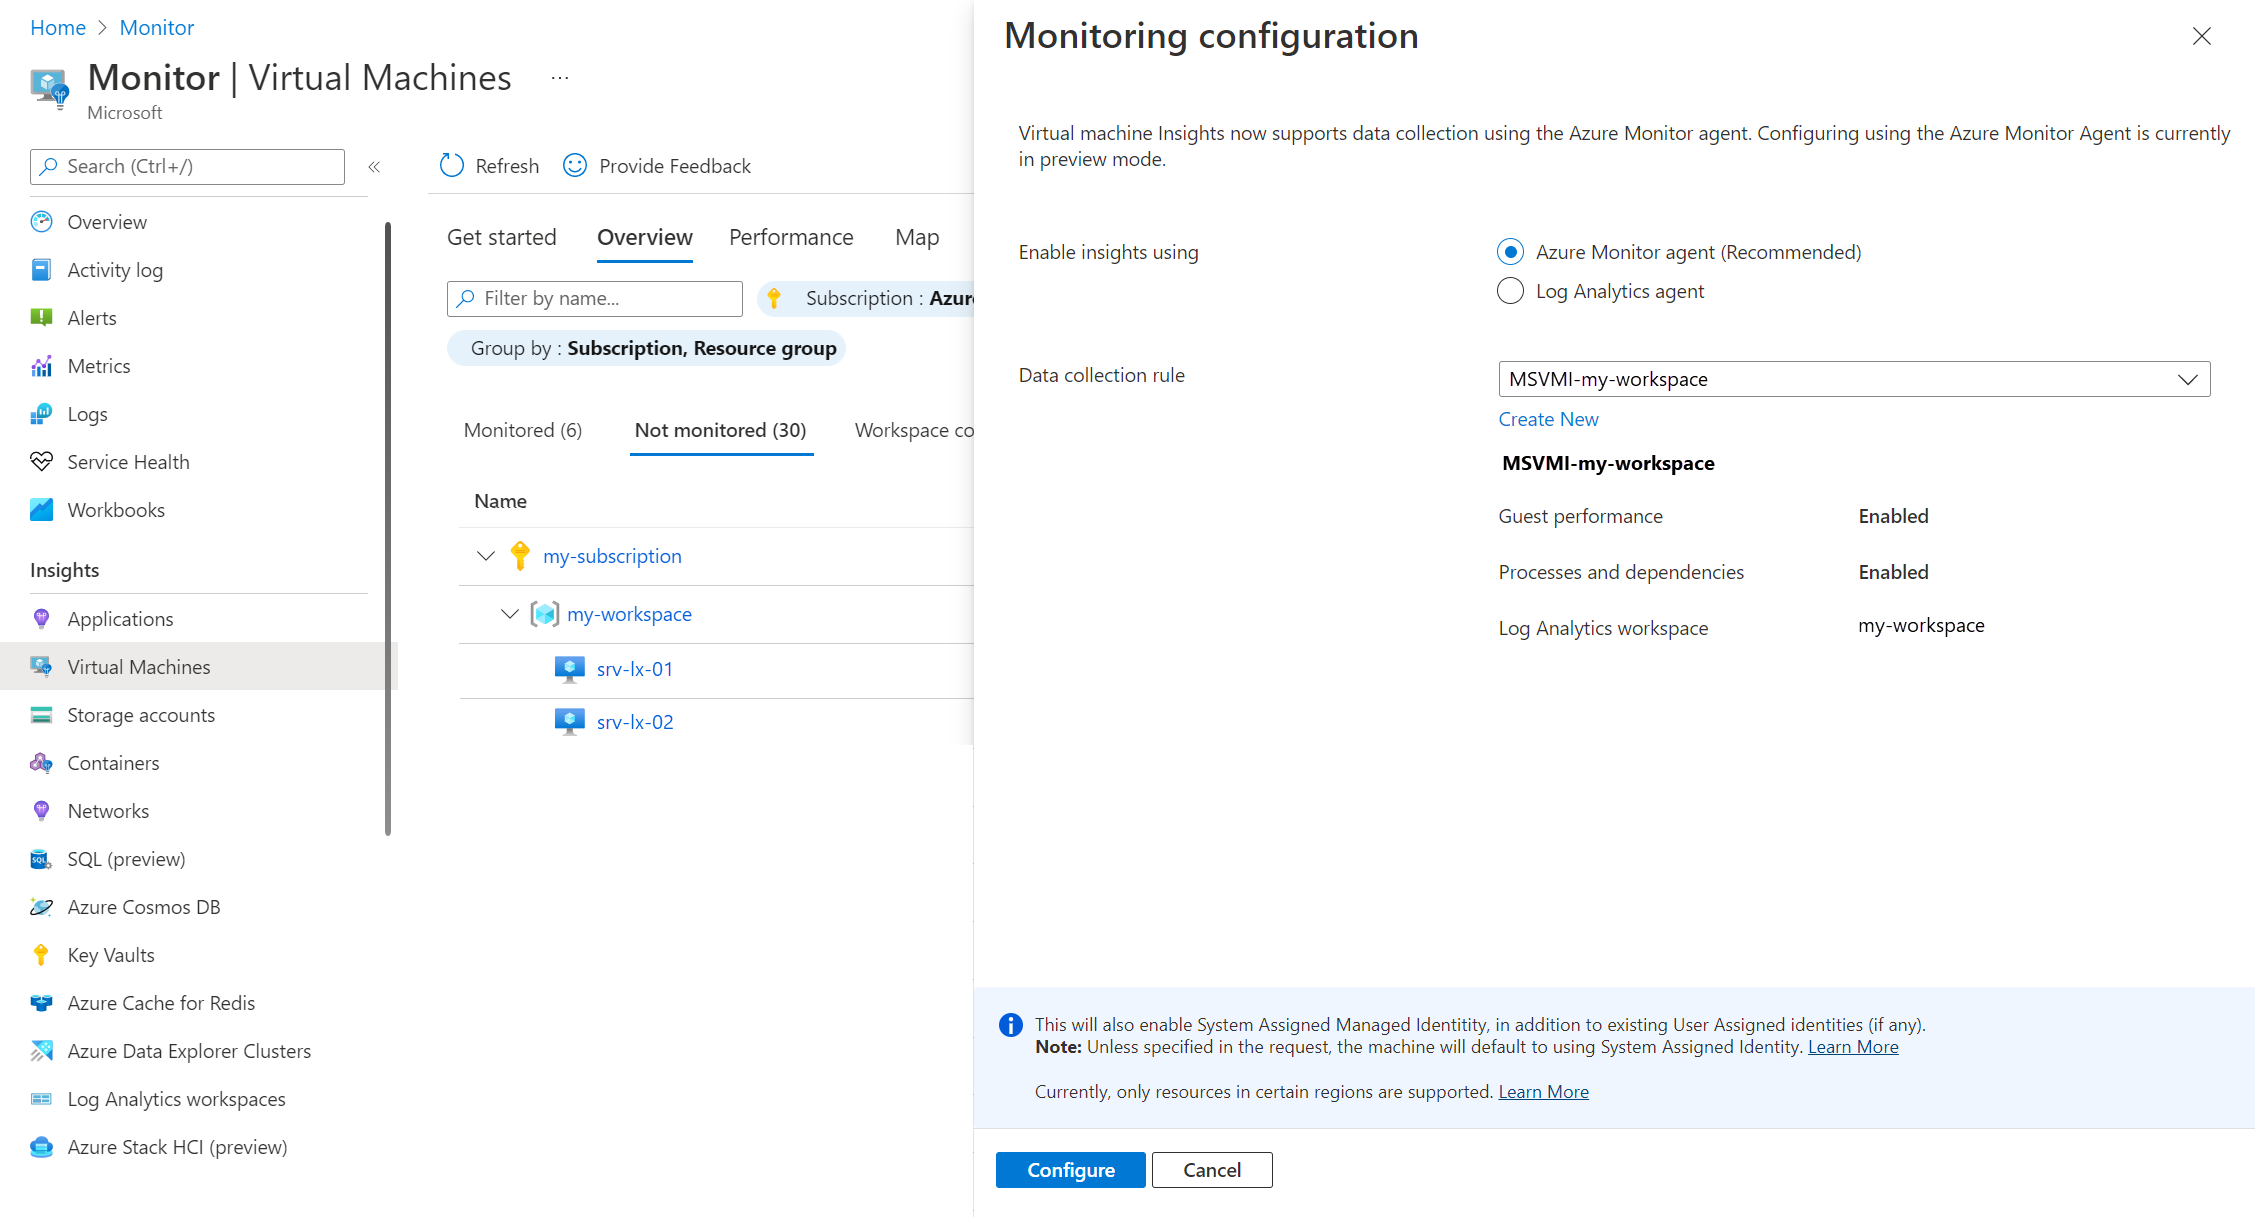 Home > Monitor
Monitor | Virtual Machines ...
Microsoft
Search (Ctrl+/)
«
Overview
Activity log
Alerts
Metrics
Logs
Service Health
Workbooks
Insights
Applications
Virtual Machines
Storage accounts
Containers
Networks
SQL (preview)
Azure Cosmos DB
Key Vaults
Azure Cache for Redis
Azure Data Explorer Clusters
Log Analytics workspaces
Azure Stack HCI (preview)
Refresh
Provide Feedback
Get started
Overview
Performance
Map
Filter by name...
Subscription : Azure
Group by : Subscription, Resource group
Monitored (6)
Not monitored (30)
Workspace co
Name
my-subscription
my-workspace
srv-lx-01
srv-lx-02
Monitoring configuration
Virtual machine Insights now supports data collection using the Azure Monitor agent. Configuring using the Azure Monitor Agent is currently
in preview mode.
Enable insights using
Azure Monitor agent (Recommended)
Log Analytics agent
Data collection rule
MSVMI-my-workspace
Create New
MSVMI-my-workspace
Guest performance Enabled
Processes and dependencies Enabled
Log Analytics workspace my-workspace
This will also enable System Assigned Managed Identitity, in addition to existing User Assigned identities (if any).
Note: Unless specified in the request, the machine will default to using System Assigned Identity. Learn More
Currently, only resources in certain regions are supported. Learn More
Configure
Cancel